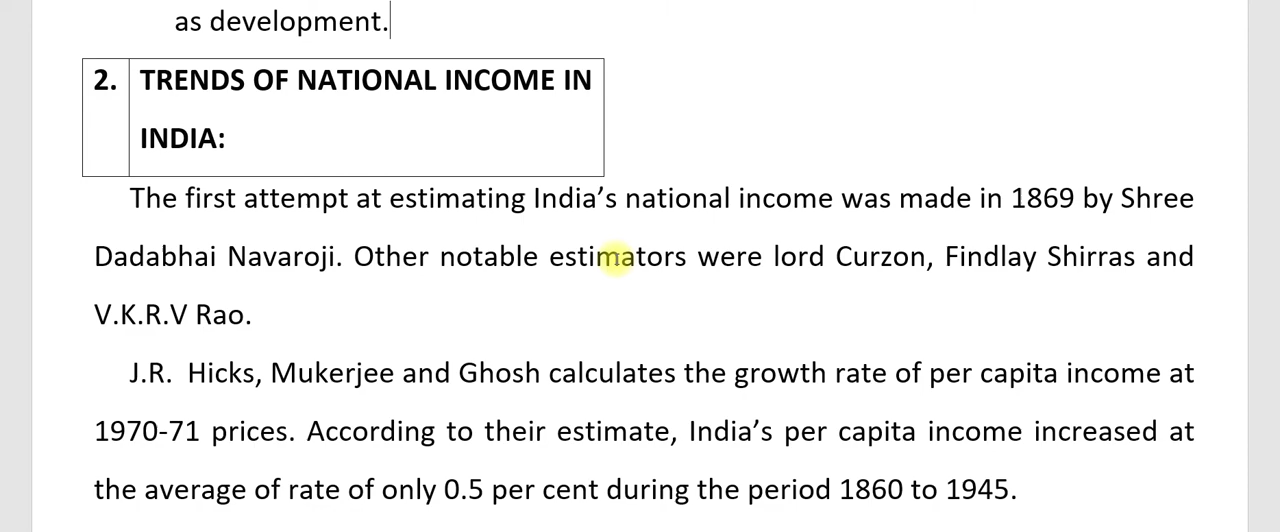 as development.
2. TRENDS OF NATIONAL INCOME IN
INDIA:
The first attempt at estimating India’s national income was made in 1869 by Shree
Dadabhai Navaroji. Other notable estimators were lord Curzon, Findlay Shirras and
V.K.R.V Rao.
J.R. Hicks, Mukerjee and Ghosh calculates the growth rate of per capita income at
1970-71 prices. According to their estimate, India’s per capita income increased at
the average of rate of only 0.5 per cent during the period 1860 to 1945.